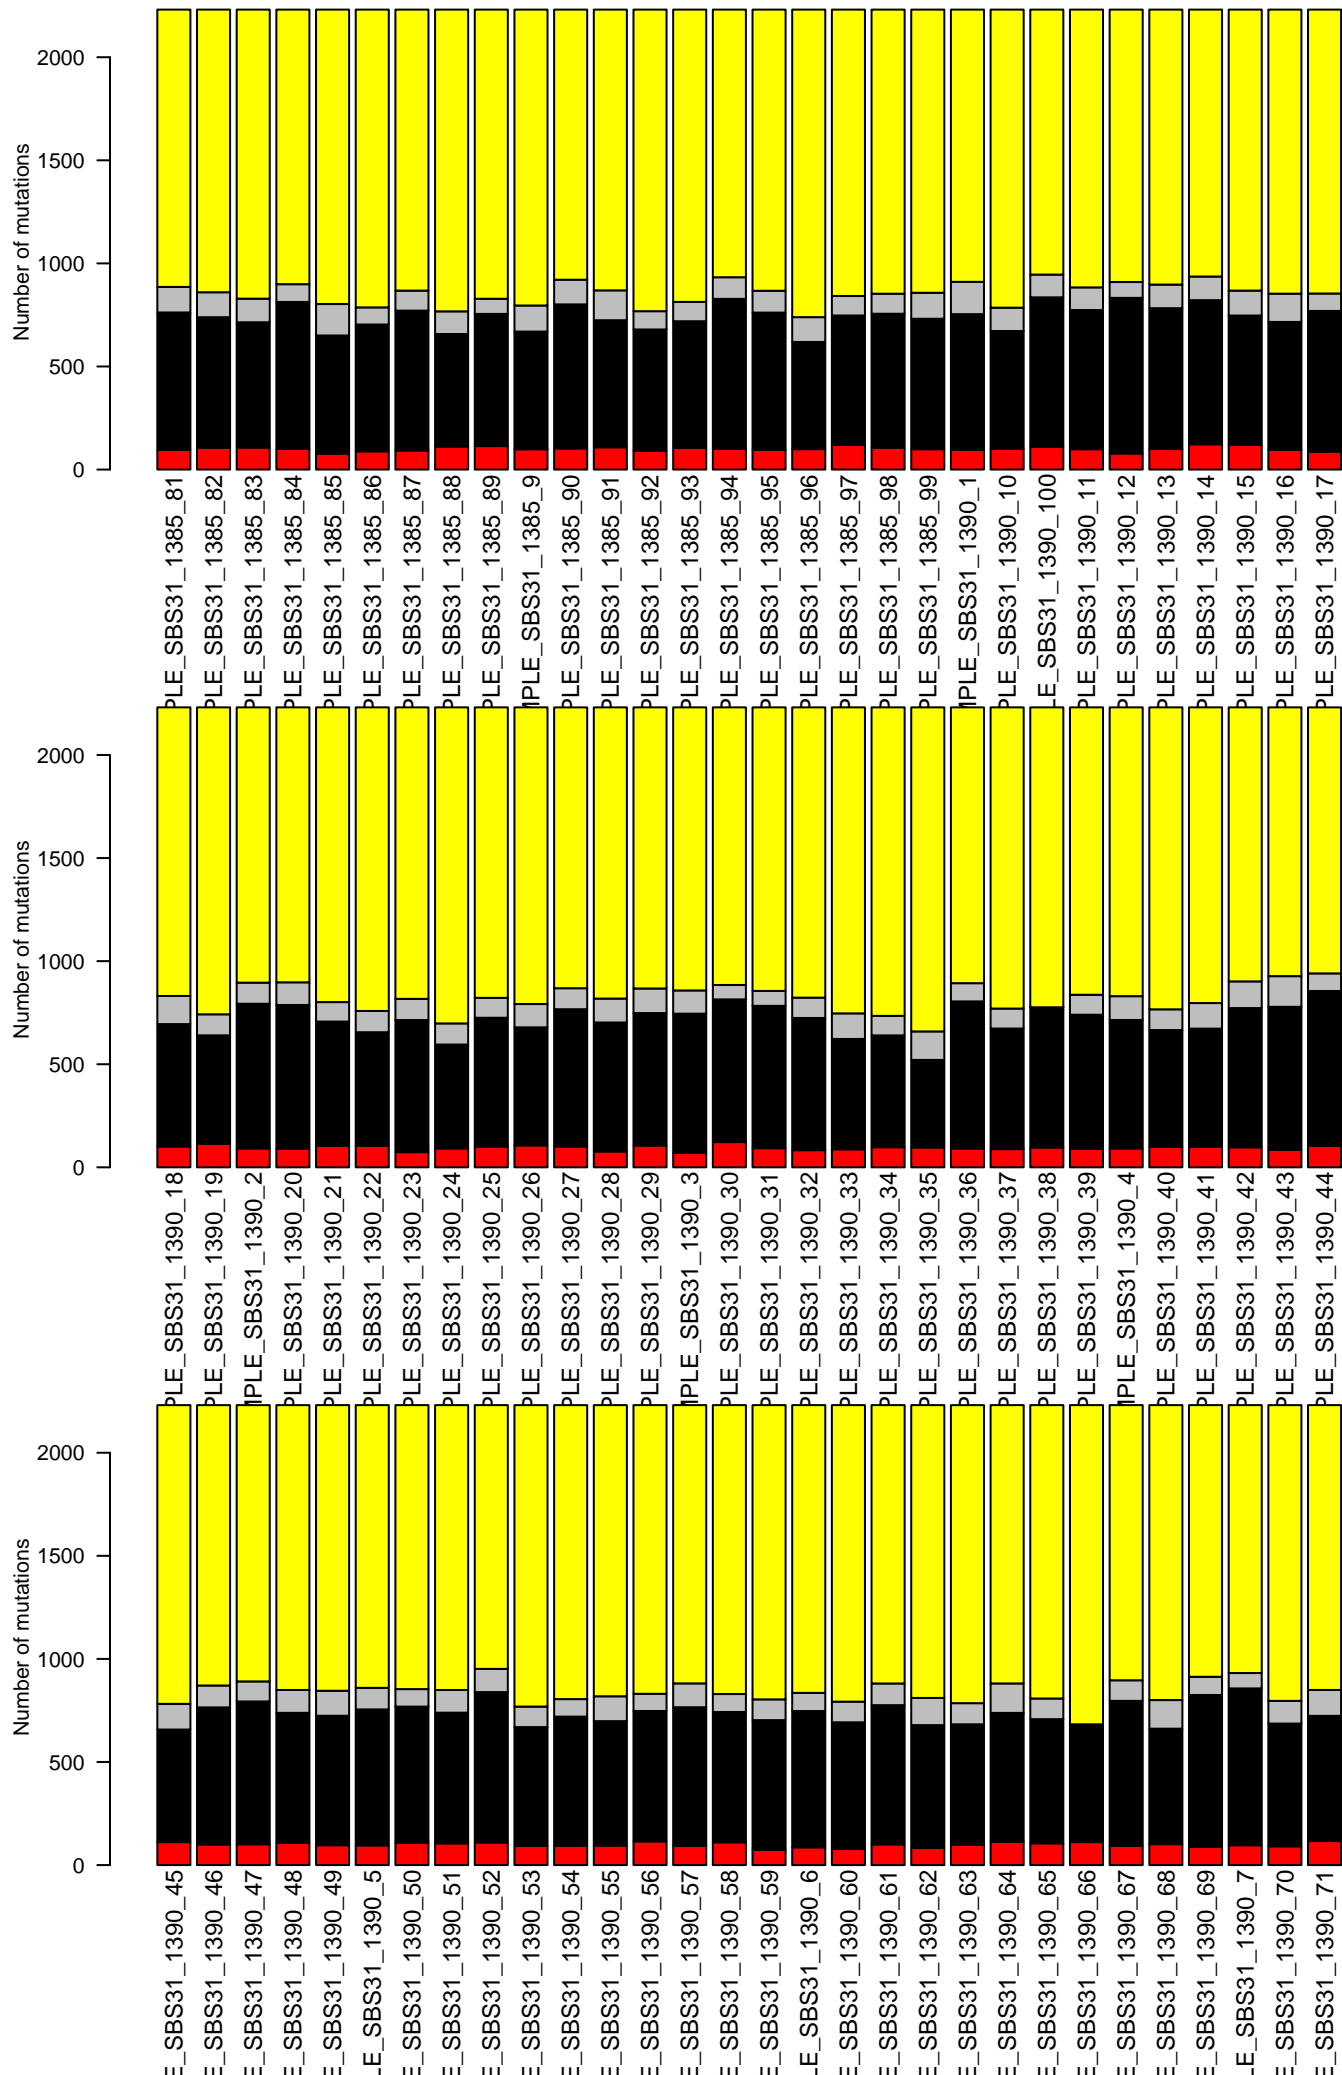 Number of mutations
2000
1500
1000
500
0
PLE_SBS31_1385_81
PLE_SBS31_1385_82
PLE_SBS31_1385_83
PLE_SBS31_1385_84
PLE_SBS31_1385_85
PLE_SBS31_1385_86
PLE_SBS31_1385_87
PLE_SBS31_1385_88
PLE_SBS31_1385_89
MPLE_SBS31_1385_9
PLE_SBS31_1385_90
PLE_SBS31_1385_91
PLE_SBS31_1385_92
PLE_SBS31_1385_93
PLE_SBS31_1385_94
PLE_SBS31_1385_95
PLE_SBS31_1385_96
PLE_SBS31_1385_97
PLE_SBS31_1385_98
PLE_SBS31_1385_99
MPLE_SBS31_1390_1
PLE_SBS31_1390_10
LE_SBS31_1390_100
PLE_SBS31_1390_11
PLE_SBS31_1390_12
PLE_SBS31_1390_13
PLE_SBS31_1390_14
PLE_SBS31_1390_15
PLE_SBS31_1390_16
PLE_SBS31_1390_17
Number of mutations
2000
1500
1000
500
0
PLE_SBS31_1390_18
PLE_SBS31_1390_19
MPLE_SBS31_1390_2
PLE_SBS31_1390_20
PLE_SBS31_1390_21
PLE_SBS31_1390_22
PLE_SBS31_1390_23
PLE_SBS31_1390_24
PLE_SBS31_1390_25
PLE_SBS31_1390_26
PLE_SBS31_1390_27
PLE_SBS31_1390_28
PLE_SBS31_1390_29
MPLE_SBS31_1390_3
PLE_SBS31_1390_30
PLE_SBS31_1390_31
PLE_SBS31_1390_32
PLE_SBS31_1390_33
PLE_SBS31_1390_34
PLE_SBS31_1390_35
PLE_SBS31_1390_36
PLE_SBS31_1390_37
PLE_SBS31_1390_38
PLE_SBS31_1390_39
MPLE_SBS31_1390_4
PLE_SBS31_1390_40
PLE_SBS31_1390_41
PLE_SBS31_1390_42
PLE_SBS31_1390_43
PLE_SBS31_1390_44
Number of mutations
2000
1500
1000
500
0
E_SBS31_1390_45
E_SBS31_1390_46
E_SBS31_1390_47
E_SBS31_1390_48
E_SBS31_1390_49
LE_SBS31_1390_5
E_SBS31_1390_50
E_SBS31_1390_51
E_SBS31_1390_52
E_SBS31_1390_53
E_SBS31_1390_54
E_SBS31_1390_55
E_SBS31_1390_56
E_SBS31_1390_57
E_SBS31_1390_58
E_SBS31_1390_59
LE_SBS31_1390_6
E_SBS31_1390_60
E_SBS31_1390_61
E_SBS31_1390_62
E_SBS31_1390_63
E_SBS31_1390_64
E_SBS31_1390_65
E_SBS31_1390_66
E_SBS31_1390_67
E_SBS31_1390_68
E_SBS31_1390_69
LE_SBS31_1390_7
E_SBS31_1390_70
E_SBS31_1390_71